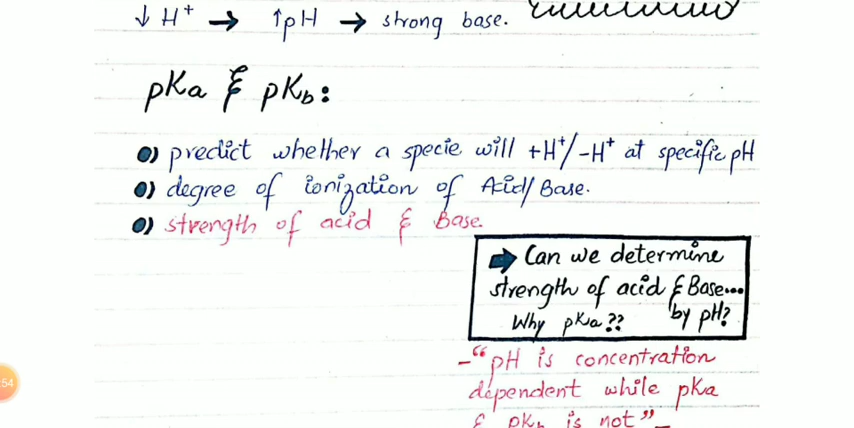 ↓ H⁺ → ↑pH → strong base.
pKa & pKb:
predict whether a specie will +H⁺/-H⁺ at specific pH
degree of ionization of Acid/Base.
strength of acid & Base.
→ Can we determine
strength of acid & Base...
Why pKa?? by pH?
-"pH is concentration
dependent while pKa
& pKb is not"-
:54